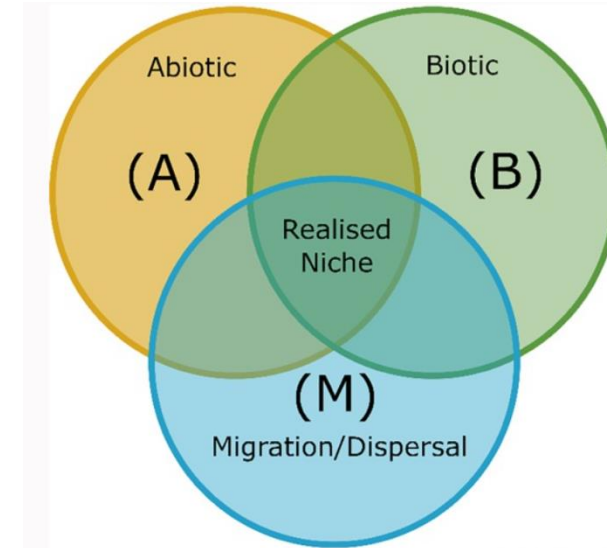 Abiotic
Biotic
(A)
(B)
Realised
Niche
(M)
Migration/Dispersal